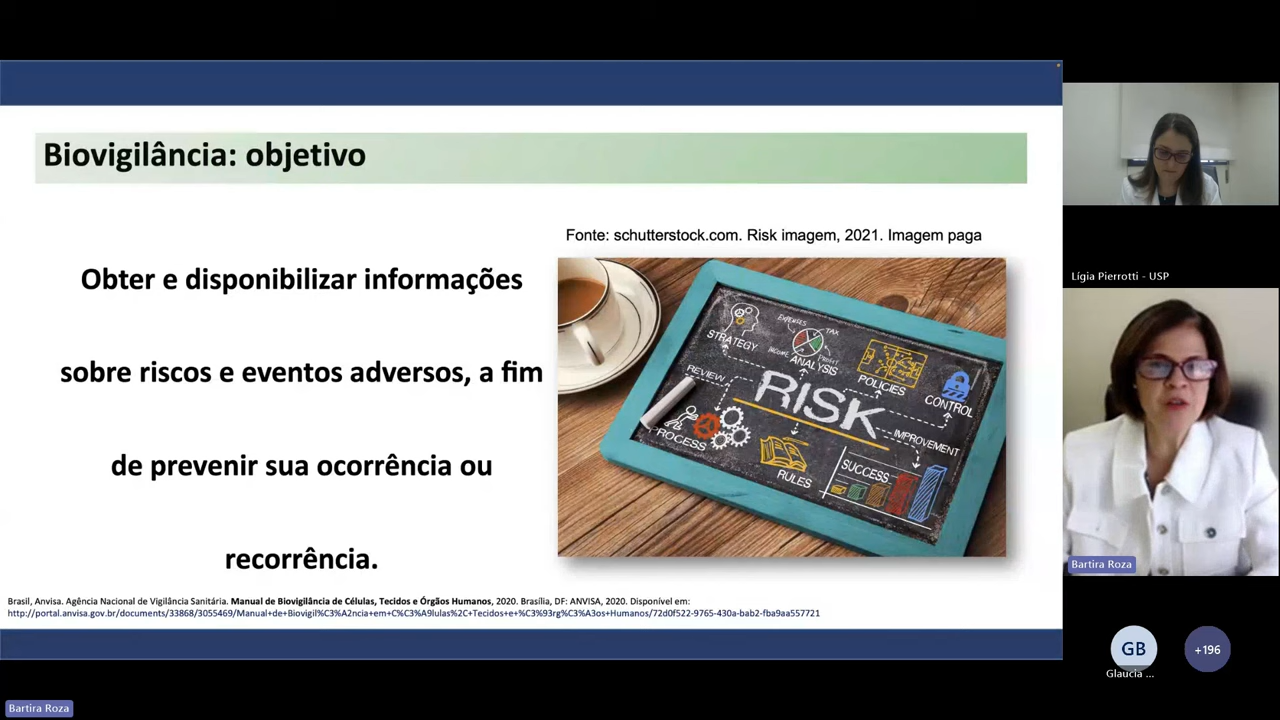 Biovigilância: objetivo
Fonte: schutterstock.com. Risk imagem, 2021. Imagem paga
Obter e disponibilizar informações
sobre riscos e eventos adversos, a fim
de prevenir sua ocorrência ou
recorrência.
EXPENSES
TAX
STRATEGY
INCOME
PROFIT
ANALYSIS
POLICIES
REVIEW
RISK
CONTROL
PROCESS
IMPROVEMENT
RULES
SUCCESS
Brasil, Anvisa. Agência Nacional de Vigilância Sanitária. Manual de Biovigilância de Células, Tecidos e Órgãos Humanos, 2020. Brasília, DF: ANVISA, 2020. Disponível em:
http://portal.anvisa.gov.br/documents/33868/3055469/Manual+de+Biovigil%C3%A2ncia+em+C%C3%A9lulas%2C+Tecidos+e+%C3%93rg%C3%A3os+Humanos/72d0f522-9765-430a-bab2-fba9aa557721
Lígia Pierrotti - USP
Bartira Roza
GB
+196
Glaucia ...
Bartira Roza